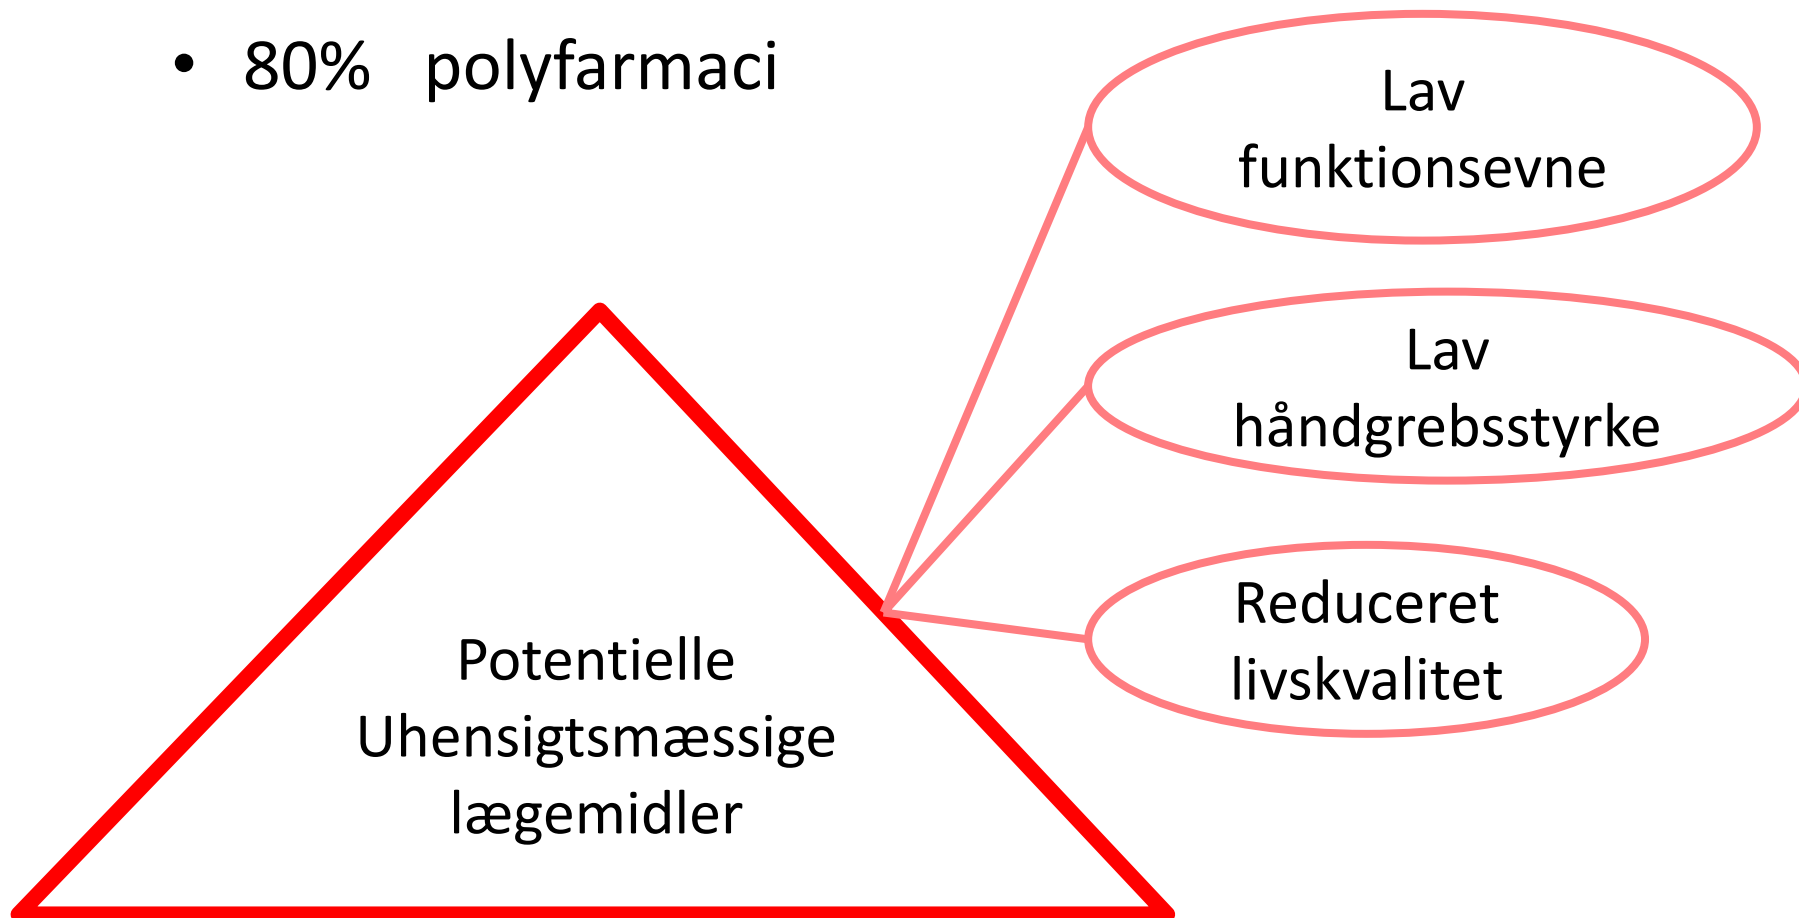 • 80% polyfarmaci
Lav
funktionsevne
Lav
håndgrebsstyrke
Reduceret
livskvalitet
Potentielle
Uhensigtsmæssige
lægemidler